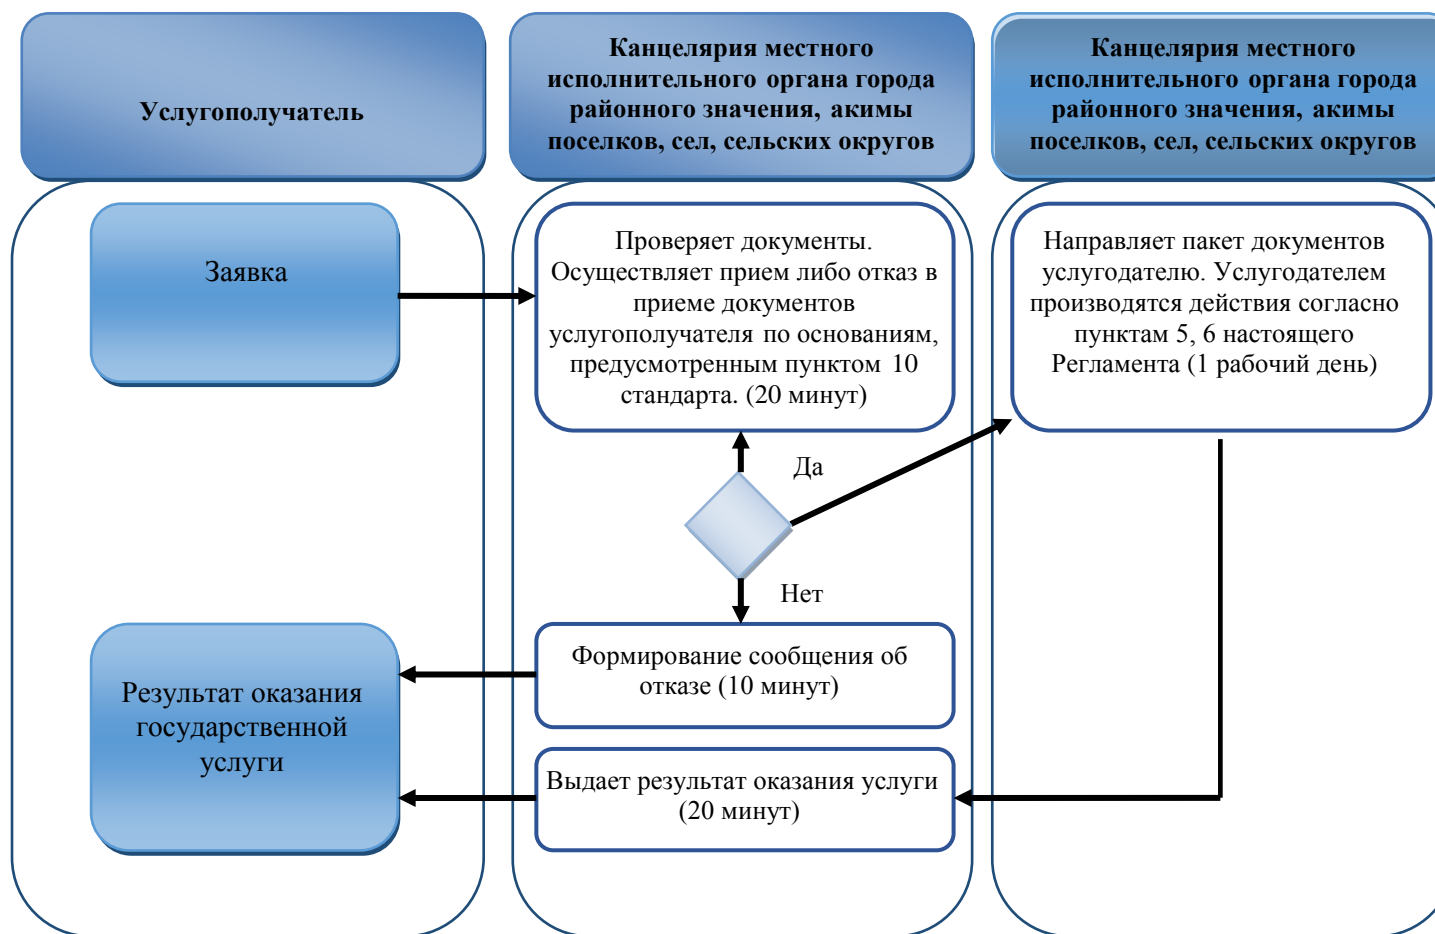 Услугополучатель
Канцелярия местного
исполнительного органа города
районного значения, акимы
поселков, сел, сельских округов
Канцелярия местного
исполнительного органа города
районного значения, акимы
поселков, сел, сельских округов
Заявка
Проверяет документы.
Осуществляет прием либо отказ в
приеме документов
услугополучателя по основаниям,
предусмотренным пунктом 10
стандарта. (20 минут)
Направляет пакет документов
услугодателю. Услугодателем
производятся действия согласно
пунктам 5, 6 настоящего
Регламента (1 рабочий день)
Да
Нет
Формирование сообщения об
отказе (10 минут)
Результат оказания
государственной
услуги
Выдает результат оказания услуги
(20 минут)